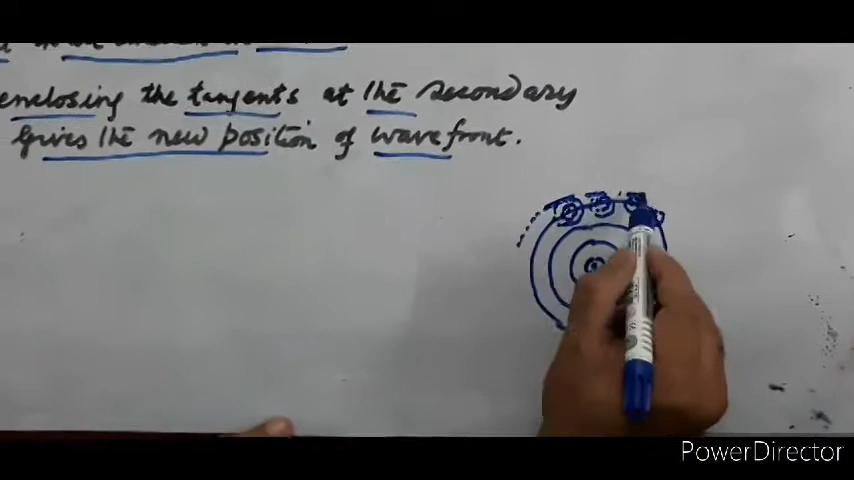 enclosing the tangents at the secondary
gives the new position of wavefront.
PowerDirector